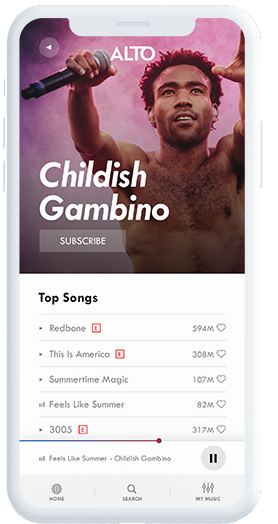 ALTO
Childish
Gambino
SUBSCRIBE
Top Songs
Redbone E 594M
This Is America E 308M
Summertime Magic 107M
Feels Like Summer 82M
3005 E 317M
Feels Like Summer - Childish Gambino
HOME SEARCH MY MUSIC